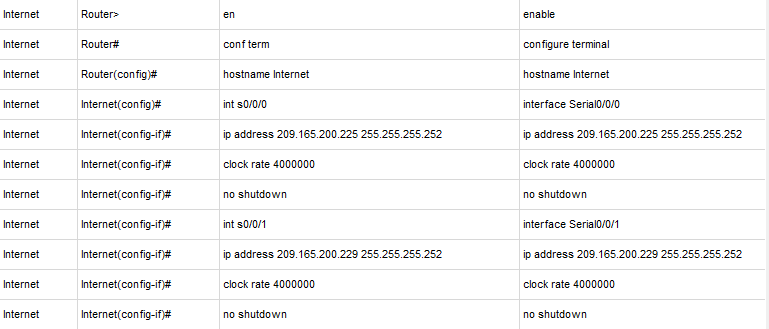 Internet Router> en enable
Internet Router# conf term configure terminal
Internet Router(config)# hostname Internet hostname Internet
Internet Internet(config)# int s0/0/0 interface Serial0/0/0
Internet Internet(config-if)# ip address 209.165.200.225 255.255.255.252 ip address 209.165.200.225 255.255.255.252
Internet Internet(config-if)# clock rate 4000000 clock rate 4000000
Internet Internet(config-if)# no shutdown no shutdown
Internet Internet(config-if)# int s0/0/1 interface Serial0/0/1
Internet Internet(config-if)# ip address 209.165.200.229 255.255.255.252 ip address 209.165.200.229 255.255.255.252
Internet Internet(config-if)# clock rate 4000000 clock rate 4000000
Internet Internet(config-if)# no shutdown no shutdown